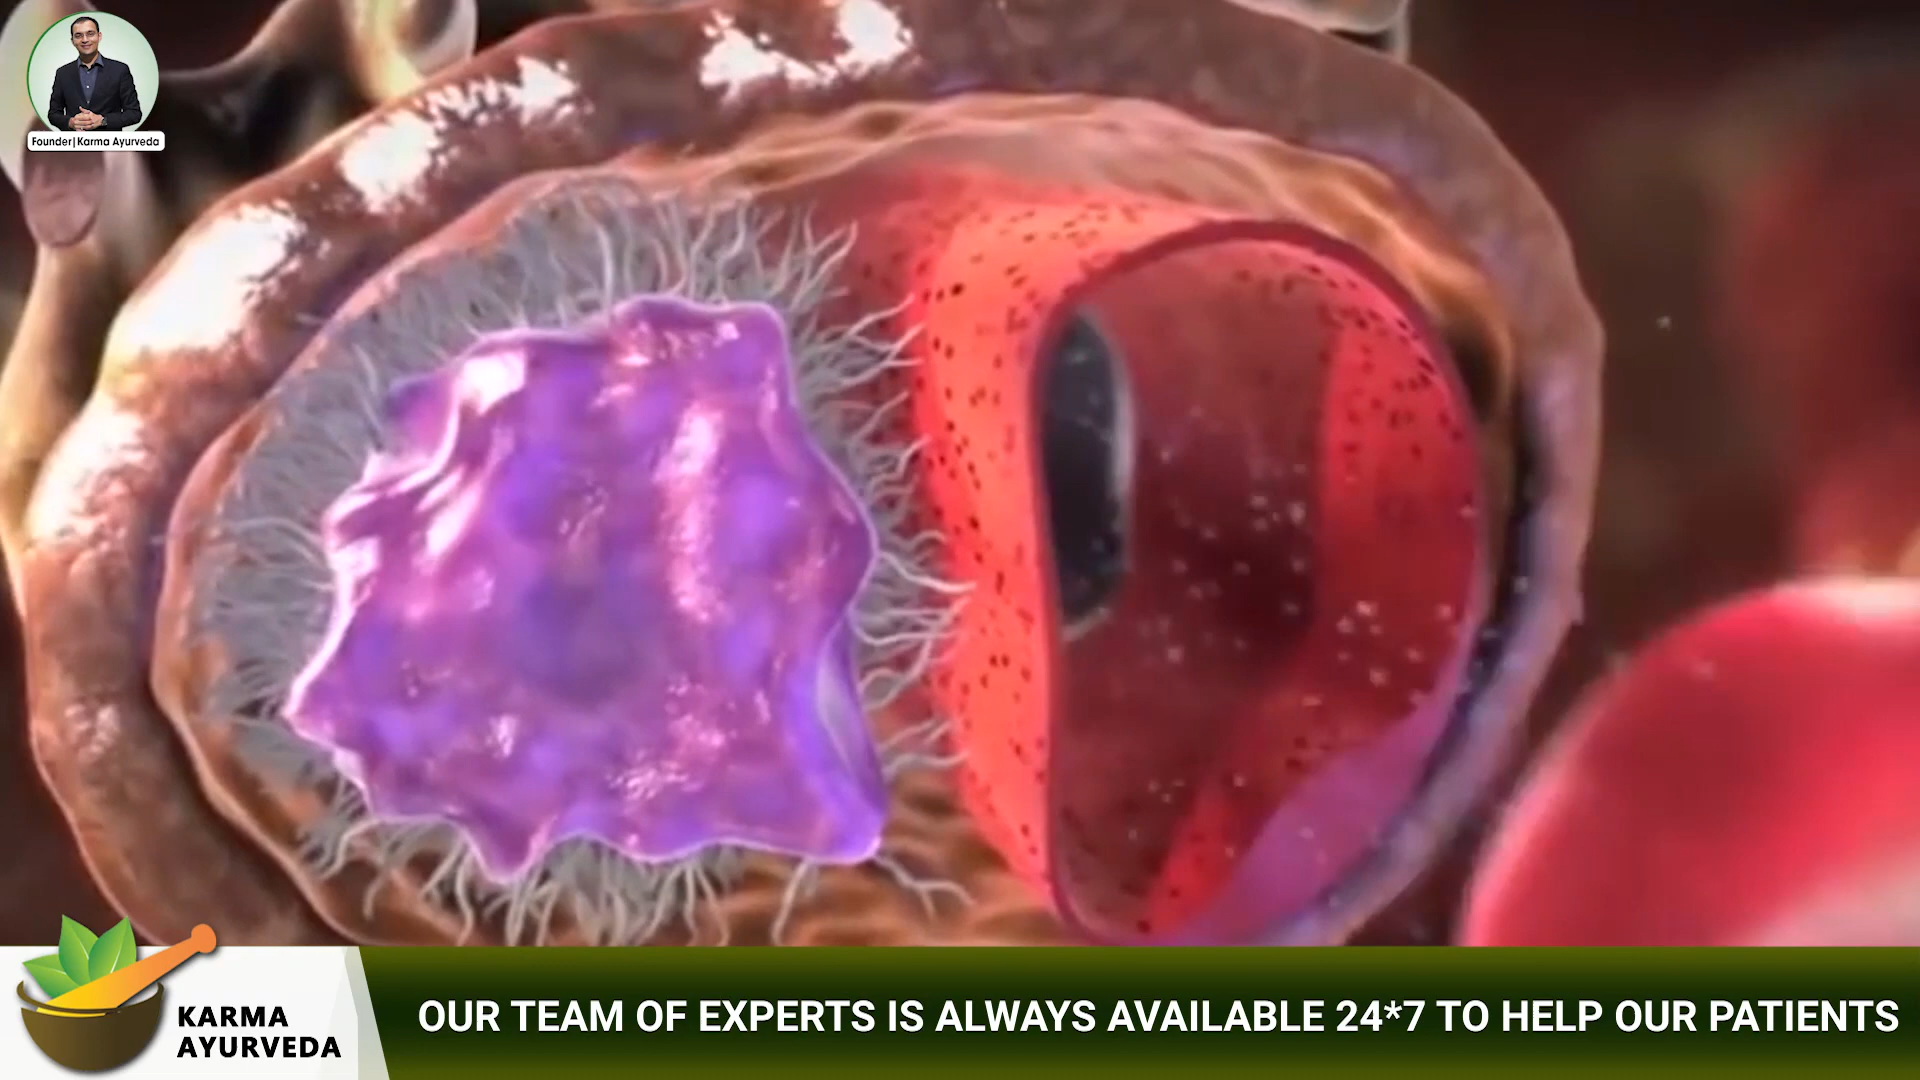 Founder|Karma Ayurveda
KARMA
AYURVEDA
OUR TEAM OF EXPERTS IS ALWAYS AVAILABLE 24*7 TO HELP OUR PATIENTS